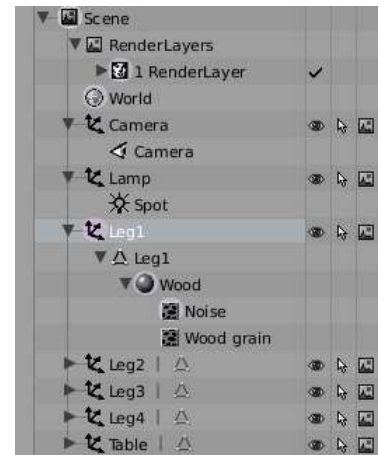 Scene
RenderLayers
1 RenderLayer
World
Camera
Camera
Lamp
Spot
Leg1
Leg1
Wood
Noise
Wood grain
Leg2 |
Leg3 |
Leg4 |
Table |